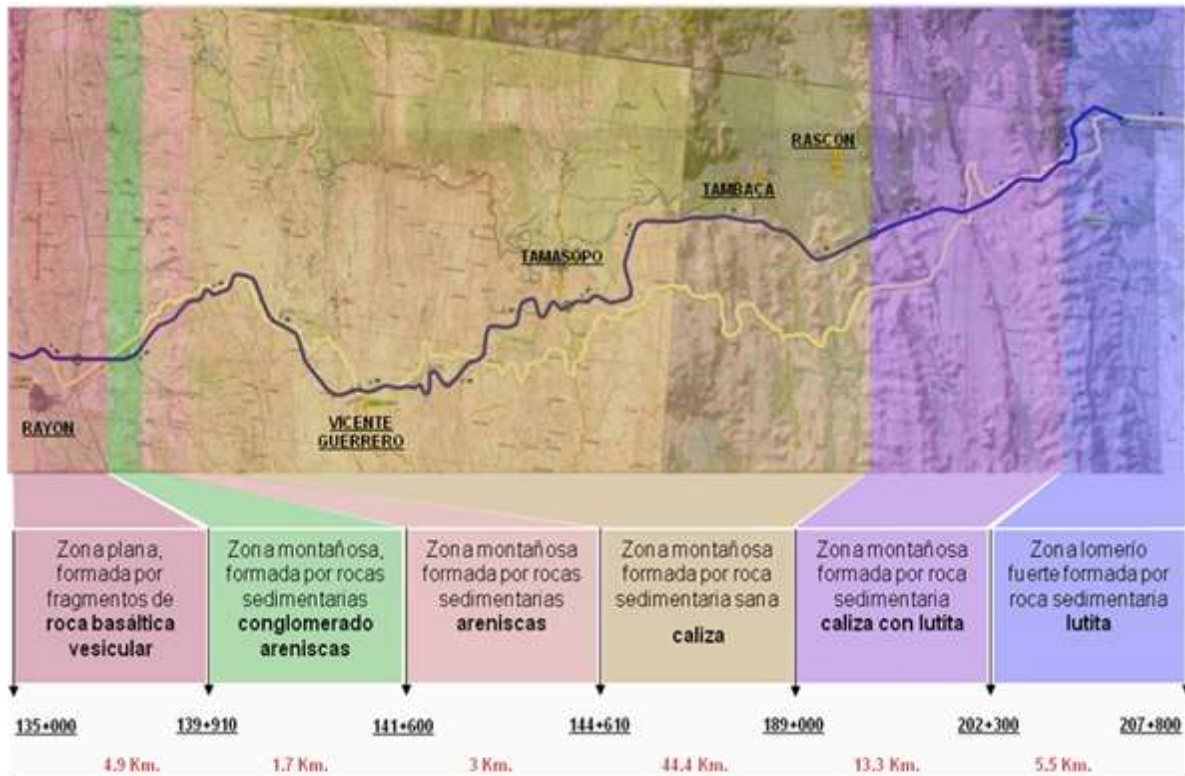 RASCON
TAMBACA
TAMASOPO
RAYON
VICENTE
GUERRERO
Zona plana,
formada por
fragmentos de
roca basáltica
vesicular
Zona montañosa,
formada por rocas
sedimentarias
conglomerado
areniscas
Zona montañosa
formada por rocas
sedimentarias
areniscas
Zona montañosa
formada por roca
sedimentaria sana
caliza
Zona montañosa
formada por roca
sedimentaria
caliza con lutita
Zona lomerío
fuerte formada por
roca sedimentaria
lutita
135+000 139+910 141+600 144+610 189+000 202+300 207+800
4.9 Km. 1.7 Km. 3 Km. 44.4 Km. 13.3 Km. 5.5 Km.